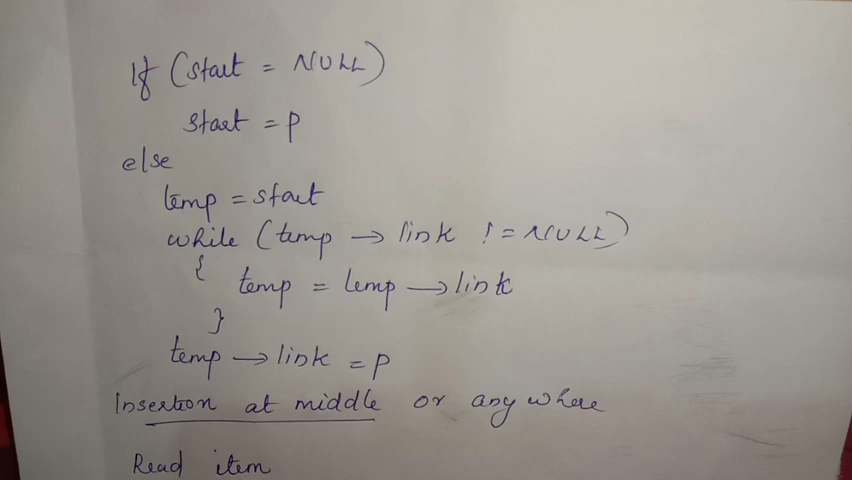 If (start = NULL)
start = p
else
temp = start
while (temp → link != NULL)
{ temp = temp → link
}
temp → link = p
Insertion at middle or any where
Read item